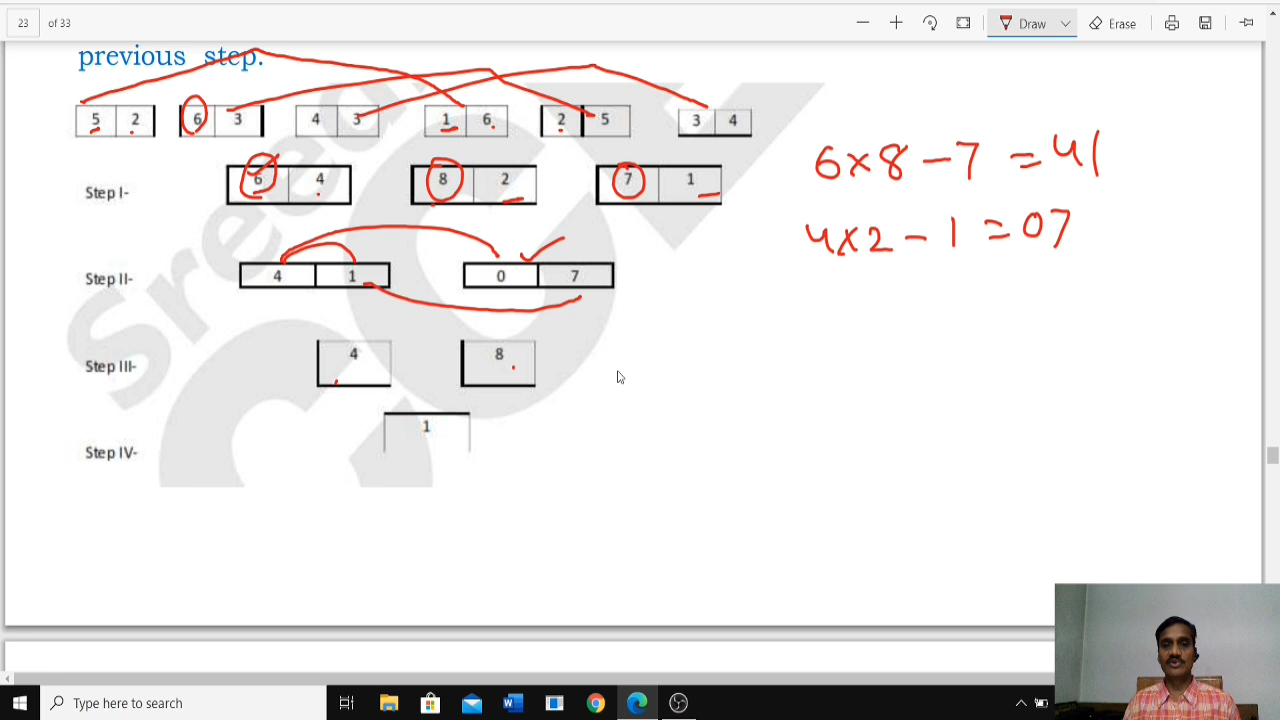 23 of 33
Draw
Erase
previous step.
5 2 6 3 4 3 1 6 2 5 3 4
Step I- 6 4 8 2 7 1
6×8-7 =41
4×2-1=07
Step II- 4 1 0 7
Step III- 4 8
Step IV- 1
Type here to search